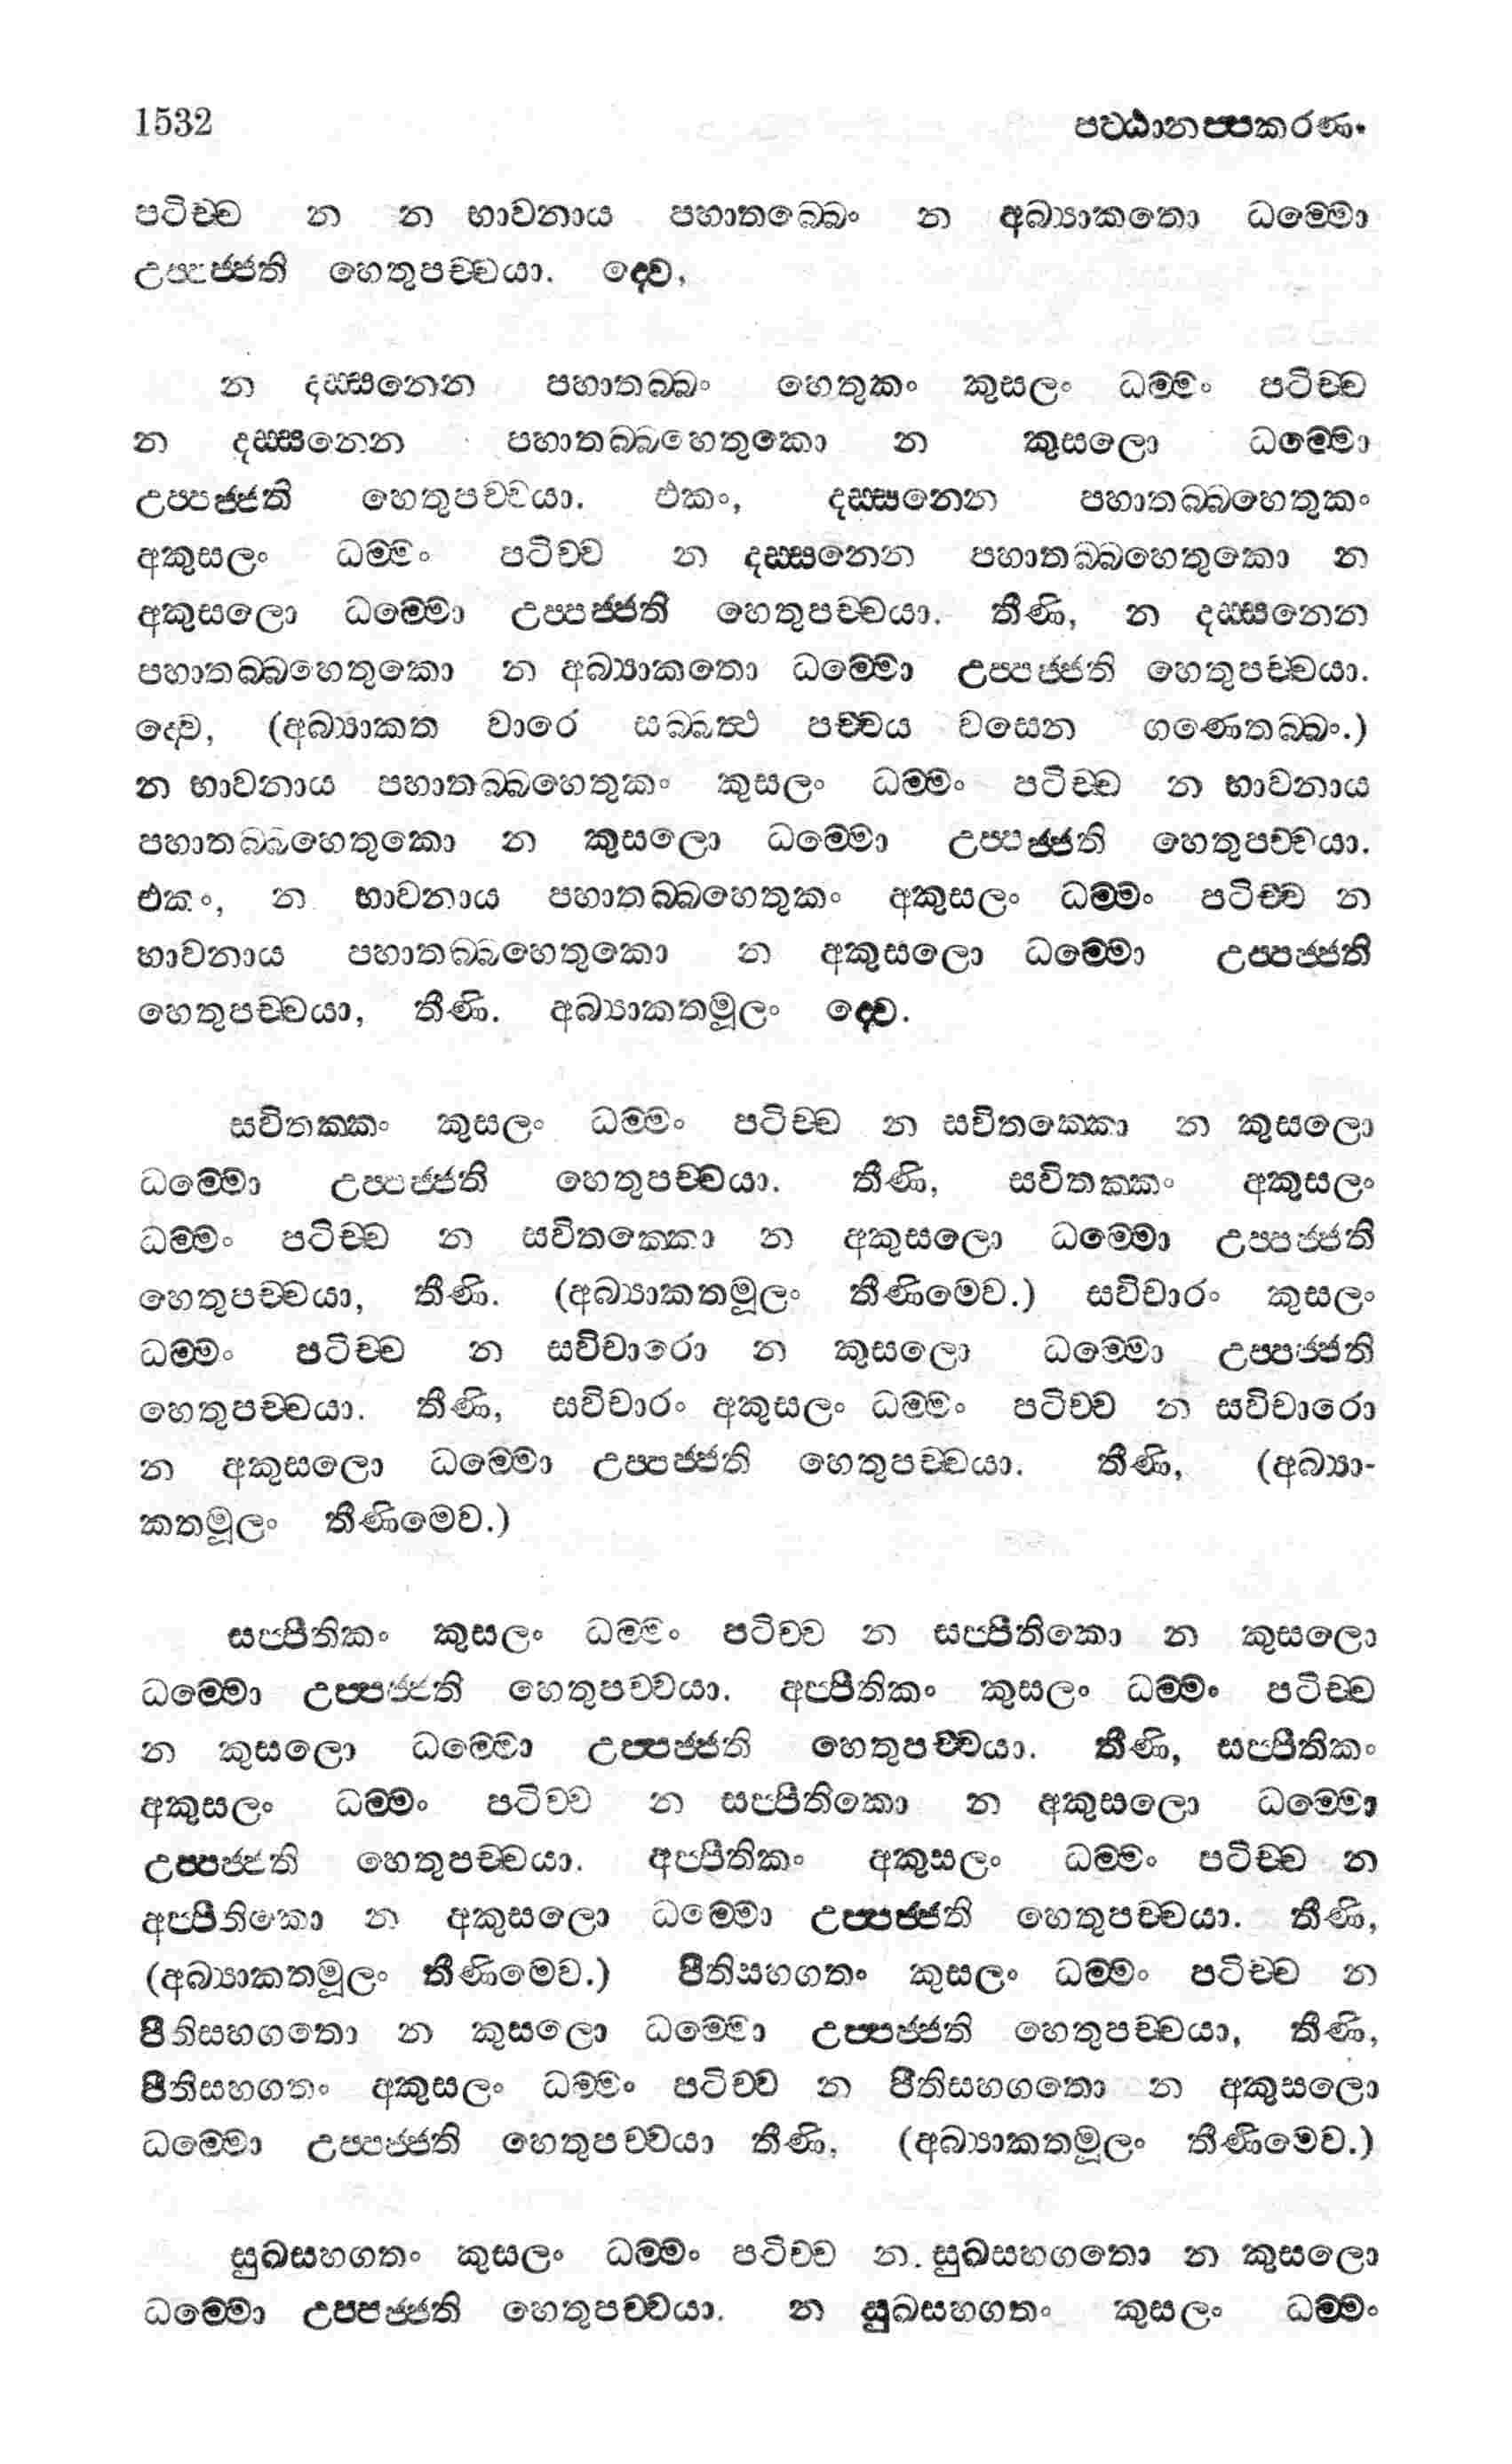 1532 පට්ඨානප්පකරණං
පටිච්ච න න භාවනාය පහාතබ්බෙං න අබ්‍යාකතො ධම්මො
උප්පජ්ජති හෙතුපච්චයා. ද්වෙ,
න දස්සනෙන පහාතබ්බං හෙතුකං කුසලං ධම්මං පටිච්ච
න දස්සනෙන පහාතබ්බහෙතුකො න කුසලො ධම්මො
උප්පජ්ජති හෙතුපච්චයා. එකං, දස්සනෙන පහාතබ්බහෙතුකං
අකුසලං ධම්මං පටිච්ච න දස්සනෙන පහාතබ්බහෙතුකො න
අකුසලො ධම්මො උප්පජ්ජති හෙතුපච්චයා. තීණි, න දස්සනෙන
පහාතබ්බහෙතුකො න අබ්‍යාකතො ධම්මො උප්පජ්ජති හෙතුපච්චයා.
ද්වෙ, (අබ්‍යාකත වාරෙ සබ්බත්‍ථ පච්චය වසෙන ගණෙතබ්බං.)
න භාවනාය පහාතබ්බහෙතුකං කුසලං ධම්මං පටිච්ච න භාවනාය
පහාතබ්බහෙතුකො න කුසලො ධම්මො උප්පජ්ජති හෙතුපච්චයා.
එකං, න භාවනාය පහාතබ්බහෙතුකං අකුසලං ධම්මං පටිච්ච න
භාවනාය පහාතබ්බහෙතුකො න අකුසලො ධම්මො උප්පජ්ජති
හෙතුපච්චයා, තීණි. අබ්‍යාකතමූලං ද්වෙ.
සවිතක්කං කුසලං ධම්මං පටිච්ච න සවිතක්කො න කුසලො
ධම්මො උප්පජ්ජති හෙතුපච්චයා. තීණි, සවිතක්කං අකුසලං
ධම්මං පටිච්ච න සවිතක්කො න අකුසලො ධම්මො උප්පජ්ජති
හෙතුපච්චයා, තීණි. (අබ්‍යාකතමූලං තීණිමෙව.) සවිචාරං කුසලං
ධම්මං පටිච්ච න සවිචාරො න කුසලො ධම්මො උප්පජ්ජති
හෙතුපච්චයා. තීණි, සවිචාරං අකුසලං ධම්මං පටිච්ච න සවිචාරො
න අකුසලො ධම්මො උප්පජ්ජති හෙතුපච්චයා. තීණි, (අබ්‍යා-
කතමූලං තීණිමෙව.)
සප්පීතිකං කුසලං ධම්මං පටිච්ච න සප්පීතිකො න කුසලො
ධම්මො උප්පජ්ජති හෙතුපච්චයා. අප්පීතිකං කුසලං ධම්මං පටිච්ච
න කුසලො ධම්මො උප්පජ්ජති හෙතුපච්චයා. තීණි, සප්පීතිකං
අකුසලං ධම්මං පටිච්ච න සප්පීතිකො න අකුසලො ධම්මො
උප්පජ්ජති හෙතුපච්චයා. අප්පීතිකං අකුසලං ධම්මං පටිච්ච න
අප්පීතිකො න අකුසලො ධම්මො උප්පජ්ජති හෙතුපච්චයා. තීණි,
(අබ්‍යාකතමූලං තීණිමෙව.) පීතිසහගතං කුසලං ධම්මං පටිච්ච න
පීතිසහගතො න කුසලො ධම්මො උප්පජ්ජති හෙතුපච්චයා, තීණි,
පීතිසහගතං අකුසලං ධම්මං පටිච්ච න පීතිසහගතො න අකුසලො
ධම්මො උප්පජ්ජති හෙතුපච්චයා තීණි, (අබ්‍යාකතමූලං තීණිමෙව.)
සුඛසහගතං කුසලං ධම්මං පටිච්ච න. සුඛසහගතො න කුසලො
ධම්මො උප්පජ්ජති හෙතුපච්චයා. න සුඛසහගතං කුසලං ධම්මං